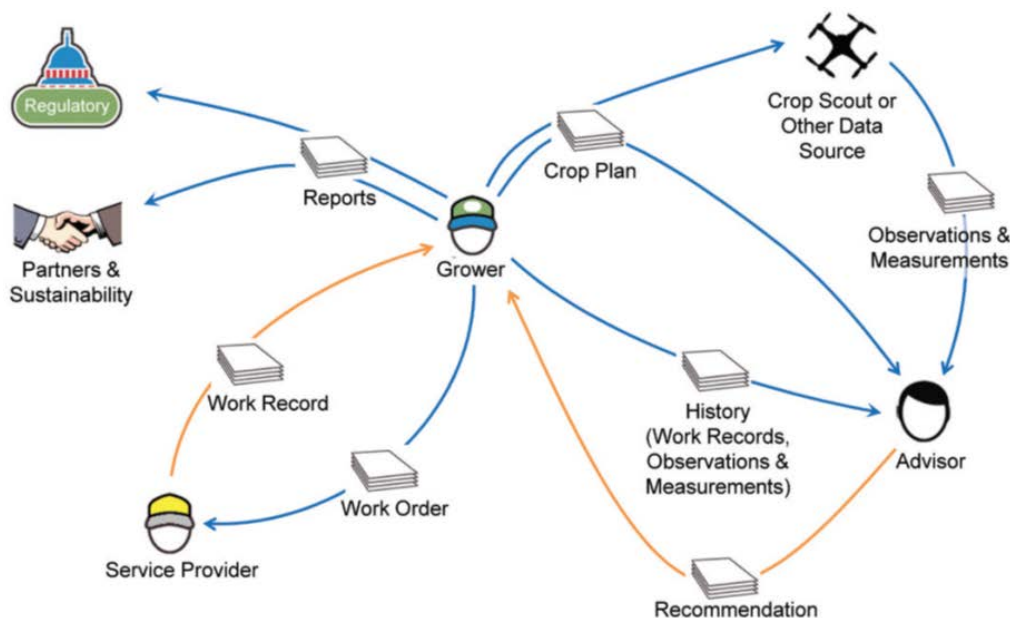 Regulatory
Reports
Crop Plan
Crop Scout or
Other Data
Source
Partners &
Sustainability
Grower
Observations &
Measurements
Work Record
History
(Work Records,
Observations &
Measurements)
Advisor
Work Order
Service Provider
Recommendation